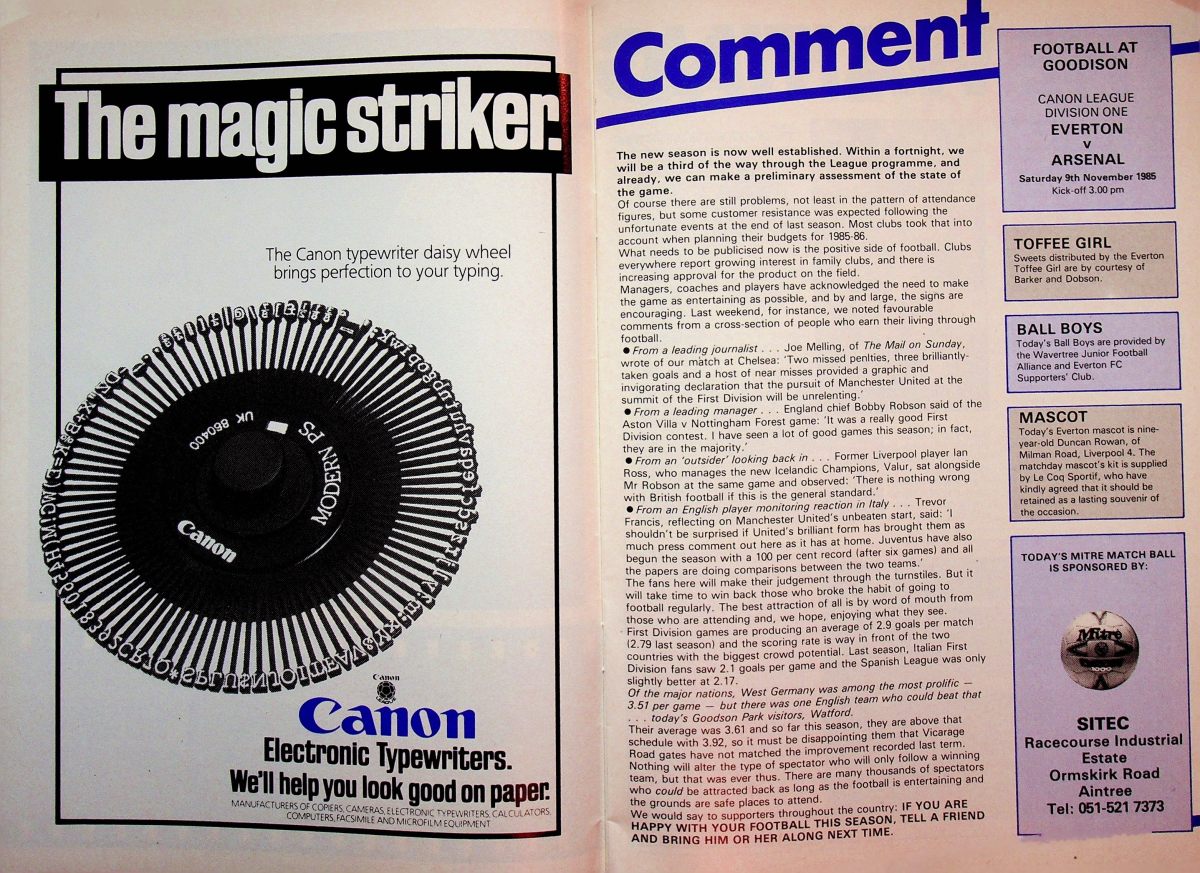 The magic striker.
The Canon typewriter daisy wheel
brings perfection to your typing.
UK 860400
MODERN PS
Canon
Canon
Canon
Electronic Typewriters.
We'll help you look good on paper.
MANUFACTURERS OF COPIERS, CAMERAS, ELECTRONIC TYPEWRITERS, CALCULATORS,
COMPUTERS, FACSIMILE AND MICROFILM EQUIPMENT
Comment
The new season is now well established. Within a fortnight, we
will be a third of the way through the League programme, and
already, we can make a preliminary assessment of the state of
the game.
Of course there are still problems, not least in the pattern of attendance
figures, but some customer resistance was expected following the
unfortunate events at the end of last season. Most clubs took that into
account when planning their budgets for 1985-86.
What needs to be publicised now is the positive side of football. Clubs
everywhere report growing interest in family clubs, and there is
increasing approval for the product on the field.
Managers, coaches and players have acknowledged the need to make
the game as entertaining as possible, and by and large, the signs are
encouraging. Last weekend, for instance, we noted favourable
comments from a cross-section of people who earn their living through
football.
● From a leading journalist . . . Joe Melling, of The Mail on Sunday,
wrote of our match at Chelsea: 'Two missed penlties, three brilliantly-
taken goals and a host of near misses provided a graphic and
invigorating declaration that the pursuit of Manchester United at the
summit of the First Division will be unrelenting.'
● From a leading manager . . . England chief Bobby Robson said of the
Aston Villa v Nottingham Forest game: 'It was a really good First
Division contest. I have seen a lot of good games this season; in fact,
they are in the majority.'
● From an 'outsider' looking back in . . . Former Liverpool player Ian
Ross, who manages the new Icelandic Champions, Valur, sat alongside
Mr Robson at the same game and observed: 'There is nothing wrong
with British football if this is the general standard.'
● From an English player monitoring reaction in Italy . . . Trevor
Francis, reflecting on Manchester United's unbeaten start, said: 'I
shouldn't be surprised if United's brilliant form has brought them as
much press comment out here as it has at home. Juventus have also
begun the season with a 100 per cent record (after six games) and all
the papers are doing comparisons between the two teams.'
The fans here will make their judgement through the turnstiles. But it
will take time to win back those who broke the habit of going to
football regularly. The best attraction of all is by word of mouth from
those who are attending and, we hope, enjoying what they see.
First Division games are producing an average of 2.9 goals per match
(2.79 last season) and the scoring rate is way in front of the two
countries with the biggest crowd potential. Last season, Italian First
Division fans saw 2.1 goals per game and the Spanish League was only
slightly better at 2.17.
Of the major nations, West Germany was among the most prolific —
3.51 per game — but there was one English team who could beat that
. . . today's Goodson Park visitors, Watford.
Their average was 3.61 and so far this season, they are above that
schedule with 3.92, so it must be disappointing them that Vicarage
Road gates have not matched the improvement recorded last term.
Nothing will alter the type of spectator who will only follow a winning
team, but that was ever thus. There are many thousands of spectators
who could be attracted back as long as the football is entertaining and
the grounds are safe places to attend.
We would say to supporters throughout the country: IF YOU ARE
HAPPY WITH YOUR FOOTBALL THIS SEASON, TELL A FRIEND
AND BRING HIM OR HER ALONG NEXT TIME.
FOOTBALL AT
GOODISON
CANON LEAGUE
DIVISION ONE
EVERTON
v
ARSENAL
Saturday 9th November 1985
Kick-off 3.00 pm
TOFFEE GIRL
Sweets distributed by the Everton
Toffee Girl are by courtesy of
Barker and Dobson.
BALL BOYS
Today's Ball Boys are provided by
the Wavertree Junior Football
Alliance and Everton FC
Supporters' Club.
MASCOT
Today's Everton mascot is nine-
year-old Duncan Rowan, of
Milman Road, Liverpool 4. The
matchday mascot's kit is supplied
by Le Coq Sportif, who have
kindly agreed that it should be
retained as a lasting souvenir of
the occasion.
TODAY'S MITRE MATCH BALL
IS SPONSORED BY:
Mitre
1000
SITEC
Racecourse Industrial
Estate
Ormskirk Road
Aintree
Tel: 051-521 7373